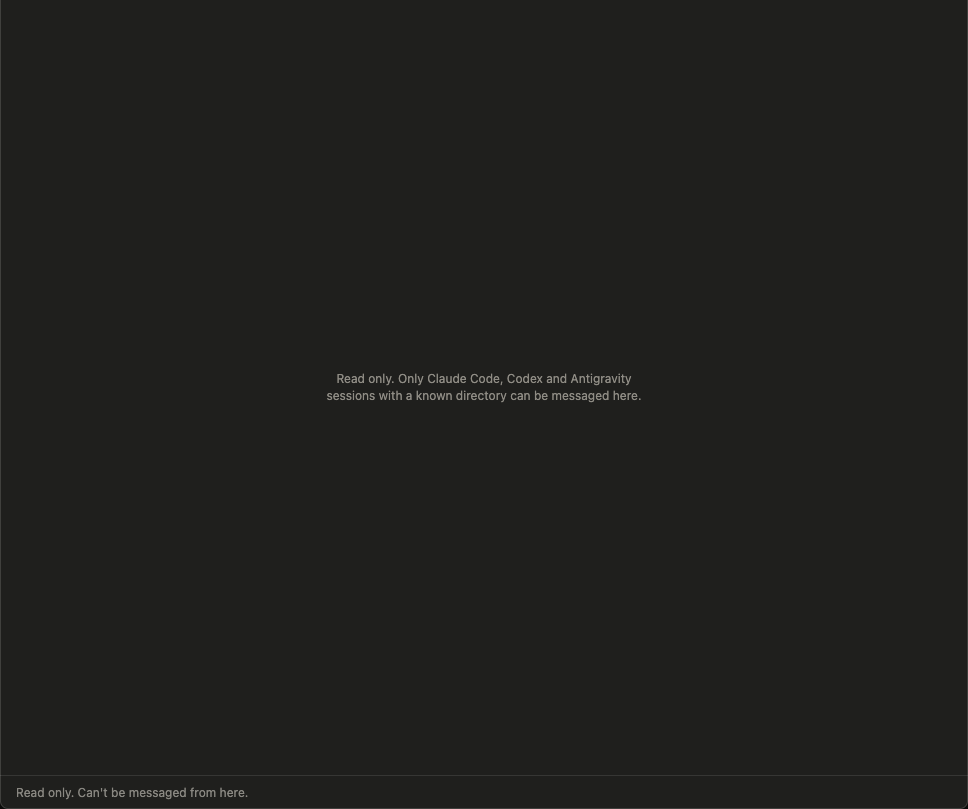 Read only. Only Claude Code, Codex and Antigravity
sessions with a known directory can be messaged here.
Read only. Can't be messaged from here.